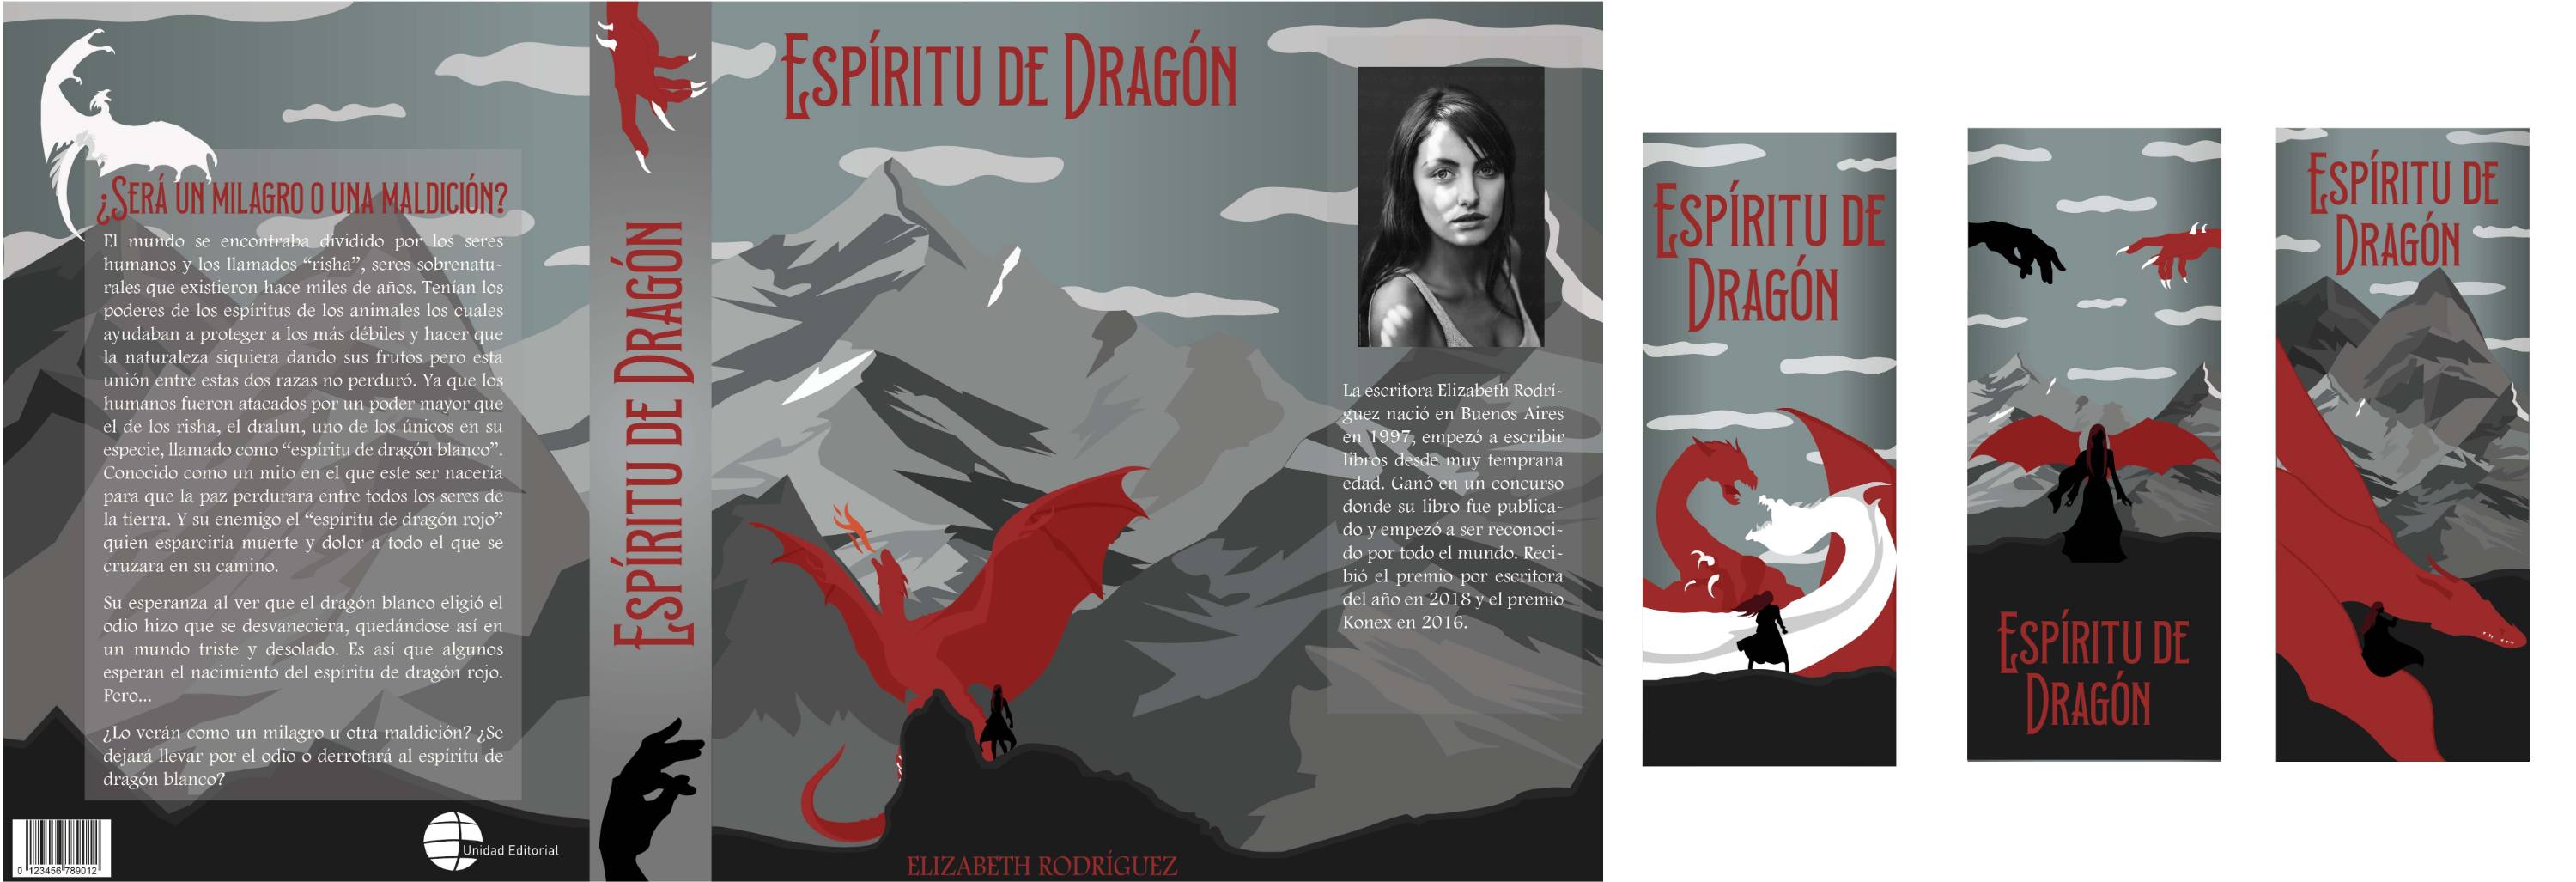 ¿Será un milagro o una maldición?
El mundo se encontraba dividido por los seres
humanos y los llamados “risha”, seres sobrenatu-
rales que existieron hace miles de años. Tenían los
poderes de los espíritus de los animales los cuales
ayudaban a proteger a los más débiles y hacer que
la naturaleza siquiera dando sus frutos pero esta
unión entre estas dos razas no perduró. Ya que los
humanos fueron atacados por un poder mayor que
el de los risha, el dralun, uno de los únicos en su
especie, llamado como “espíritu de dragón blanco”.
Conocido como un mito en el que este ser nacería
para que la paz perdurara entre todos los seres de
la tierra. Y su enemigo el “espíritu de dragón rojo”
quien esparciría muerte y dolor a todo el que se
cruzara en su camino.
Su esperanza al ver que el dragón blanco eligió el
odio hizo que se desvaneciera, quedándose así en
un mundo triste y desolado. Es así que algunos
esperan el nacimiento del espíritu de dragón rojo.
Pero...
¿Lo verán como un milagro u otra maldición? ¿Se
dejará llevar por el odio o derrotará al espíritu de
dragón blanco?
0 123456 789012
Unidad Editorial
Espíritu de Dragón
Espíritu de Dragón
ELIZABETH RODRÍGUEZ
La escritora Elizabeth Rodrí-
guez nació en Buenos Aires
en 1997, empezó a escribir
libros desde muy temprana
edad. Ganó en un concurso
donde su libro fue publica-
do y empezó a ser reconoci-
do por todo el mundo. Reci-
bió el premio por escritora
del año en 2018 y el premio
Konex en 2016.
Espíritu de
Dragón
Espíritu de
Dragón
Espíritu de
Dragón